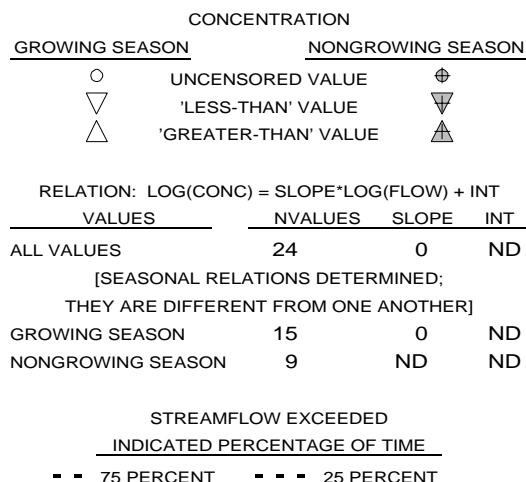 CONCENTRATION
GROWING SEASON NONGROWING SEASON
UNCENSORED VALUE
'LESS-THAN' VALUE
'GREATER-THAN' VALUE
RELATION: LOG(CONC) = SLOPE*LOG(FLOW) + INT
VALUES NVALUES SLOPE INT
ALL VALUES 24 0 ND
[SEASONAL RELATIONS DETERMINED;
THEY ARE DIFFERENT FROM ONE ANOTHER]
GROWING SEASON 15 0 ND
NONGROWING SEASON 9 ND ND
STREAMFLOW EXCEEDED
INDICATED PERCENTAGE OF TIME
75 PERCENT 25 PERCENT